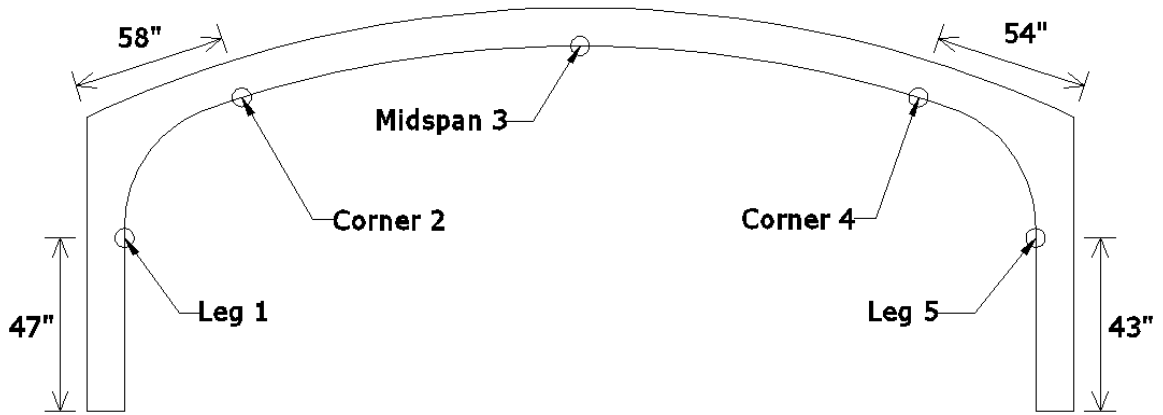 58"
54"
Midspan 3
Corner 2
Corner 4
Leg 1
Leg 5
47"
43"